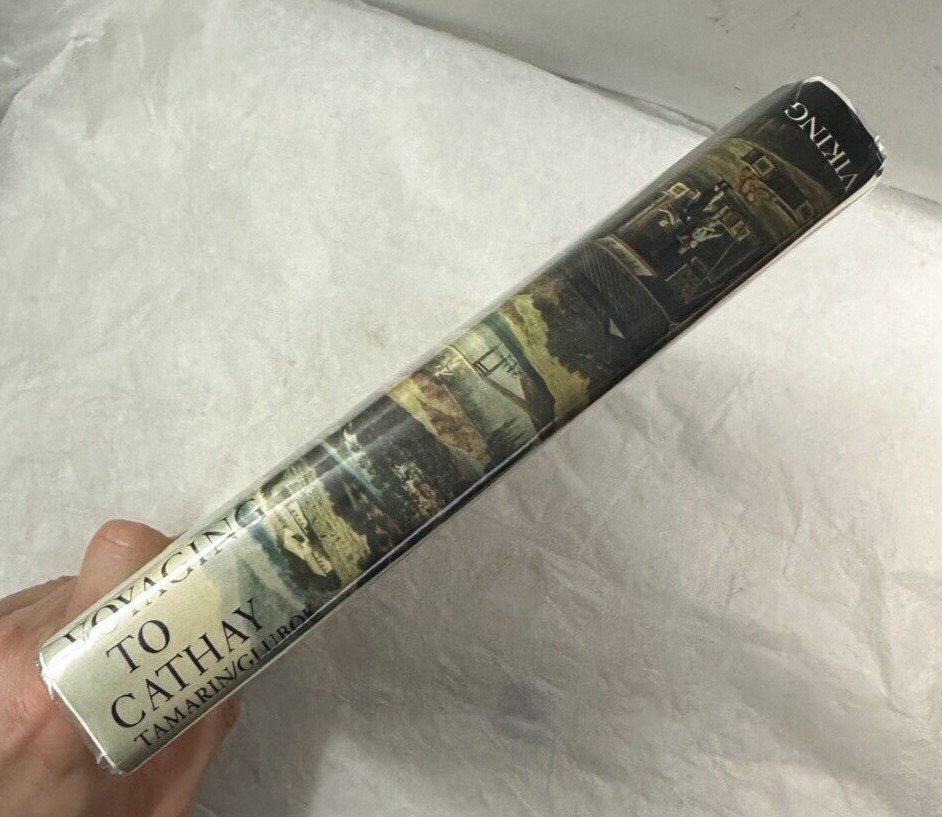 VOYAGING
TO
CATHAY
TAMARIN/GLUBOK
VIKING